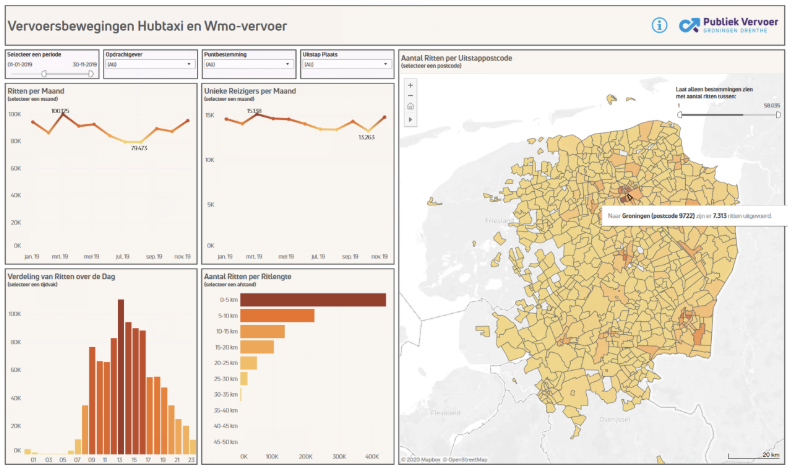 Vervoersbewegingen Hubtaxi en Wmo-vervoer
i
Publiek Vervoer
GRONINGEN DRENTHE
Selecteer een periode
01-01-2019 30-11-2019
Opdrachtgever
(All)
Puntbestemming
(All)
Uitstap Plaats
(All)
Ritten per Maand
(selecteer een maand)
100K
80K
60K
40K
20K
0K
100.125
79.473
jan. 19 mrt. 19 mei 19 jul. 19 sep. 19 nov. 19
Unieke Reizigers per Maand
(selecteer een maand)
15K
10K
5K
0K
15.138
13.263
jan. 19 mrt. 19 mei 19 jul. 19 sep. 19 nov. 19
Verdeling van Ritten over de Dag
(selecteer een tijdvak)
100K
80K
60K
40K
20K
0K
01 03 05 07 09 11 13 15 17 19 21 23
Aantal Ritten per Ritlengte
(selecteer een afstand)
0-5 km
5-10 km
10-15 km
15-20 km
20-25 km
25-30 km
30-35 km
35-40 km
40-45 km
45-50 km
0K 100K 200K 300K 400K
Aantal Ritten per Uitstappostcode
(selecteer een postcode)
+
−
Laat alleen bestemmingen zien
met aantal ritten tussen:
1 58.035
Friesland
Naar Groningen (postcode 9722) zijn er 7.313 ritten uitgevoerd.
Flevoland
Overijssel
© 2020 Mapbox © OpenStreetMap
20 km